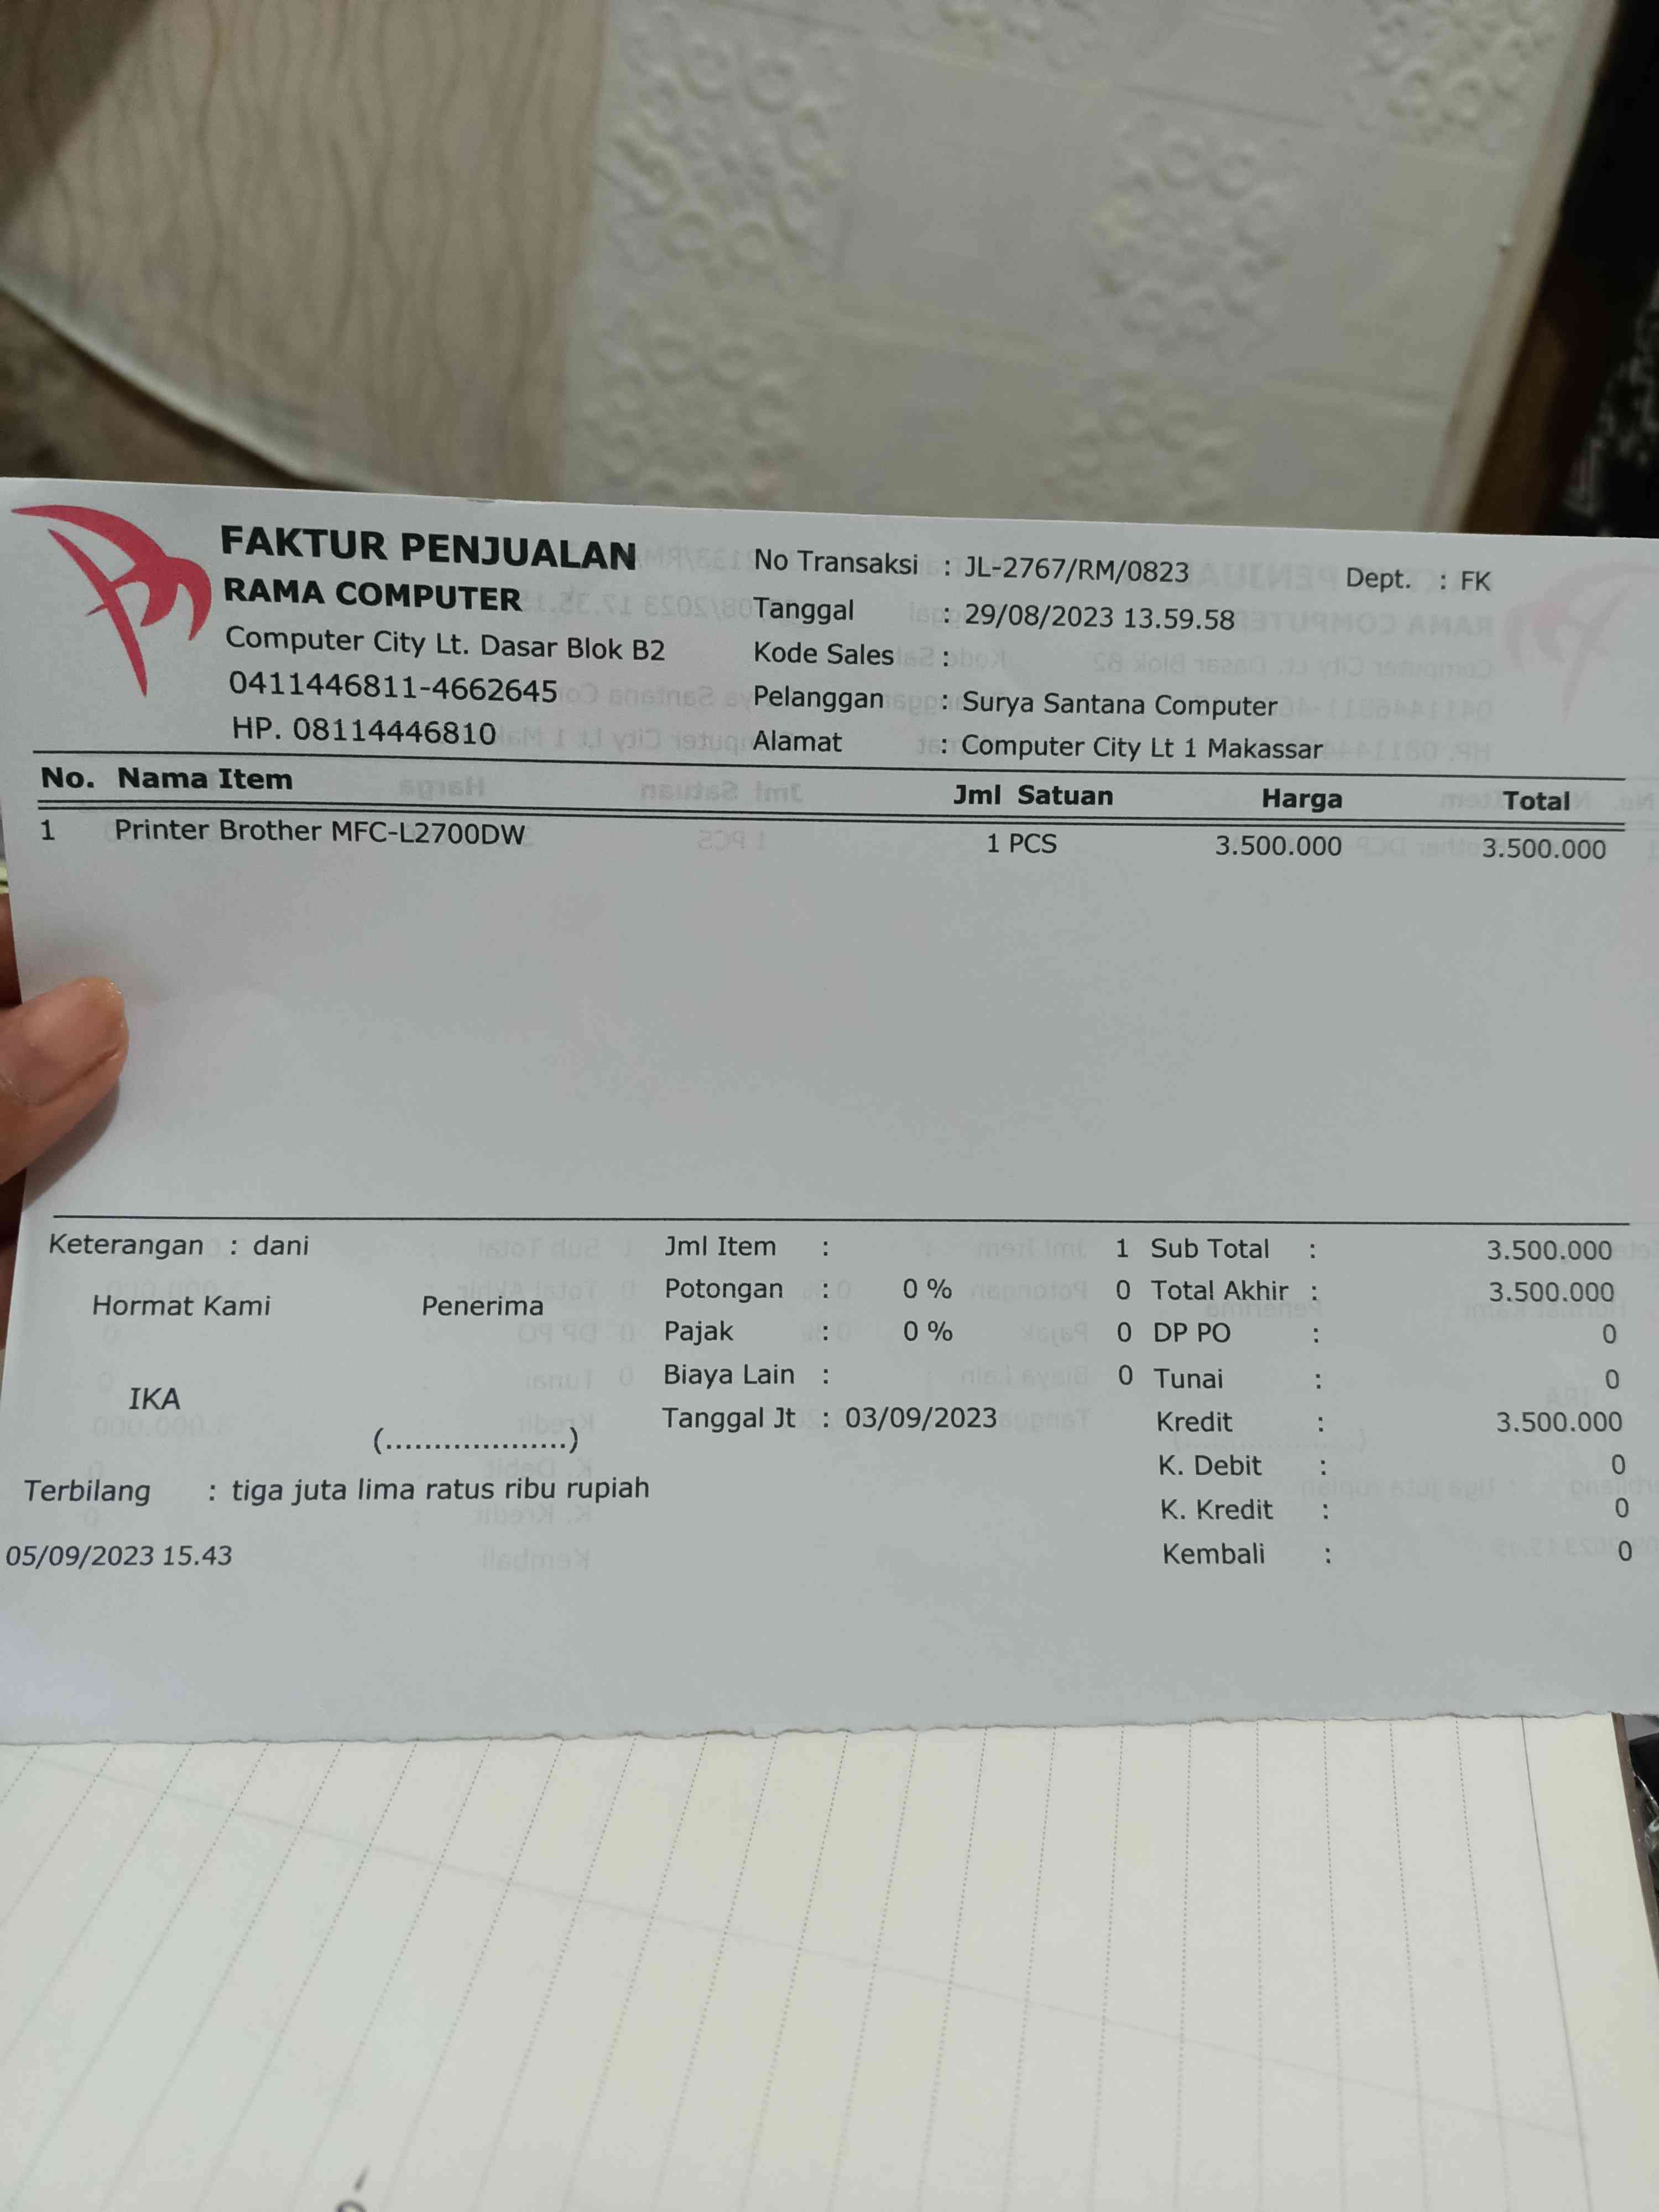 FAKTUR PENJUALAN
RAMA COMPUTER
Computer City Lt. Dasar Blok B2
0411446811-4662645
HP. 08114446810
No Transaksi : JL-2767/RM/0823 Dept. : FK
Tanggal : 29/08/2023 13.59.58
Kode Sales :
Pelanggan : Surya Santana Computer
Alamat : Computer City Lt 1 Makassar
No. Nama Item Jml Satuan Harga Total
1 Printer Brother MFC-L2700DW 1 PCS 3.500.000 3.500.000
Keterangan : dani
Hormat Kami Penerima
IKA
(....................)
Jml Item : 1
Potongan : 0 % 0
Pajak : 0 % 0
Biaya Lain : 0
Tanggal Jt : 03/09/2023
Sub Total : 3.500.000
Total Akhir : 3.500.000
DP PO : 0
Tunai : 0
Kredit : 3.500.000
K. Debit : 0
K. Kredit : 0
Kembali : 0
Terbilang : tiga juta lima ratus ribu rupiah
05/09/2023 15.43